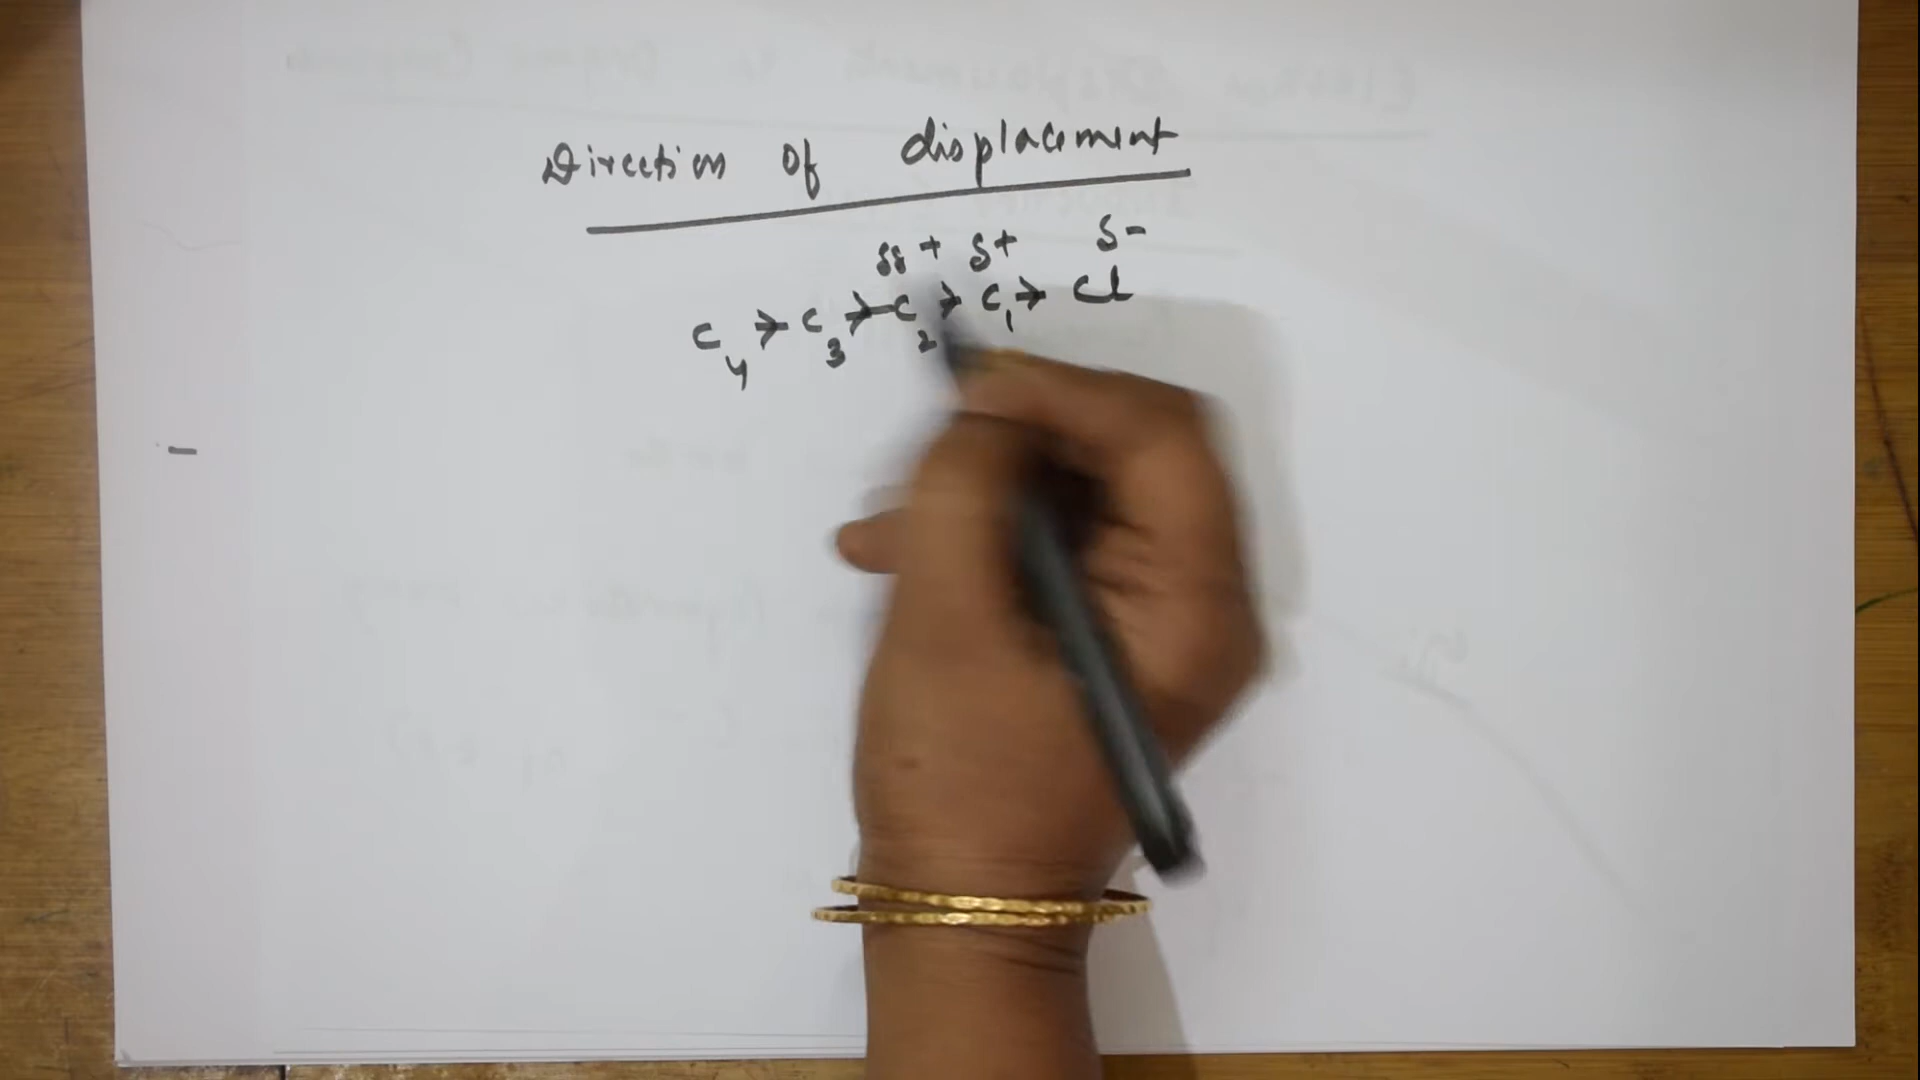 Direction of displacement
δδ+ δ+ δ-
C₄ > C₃ > C₂ > C₁ > Cl